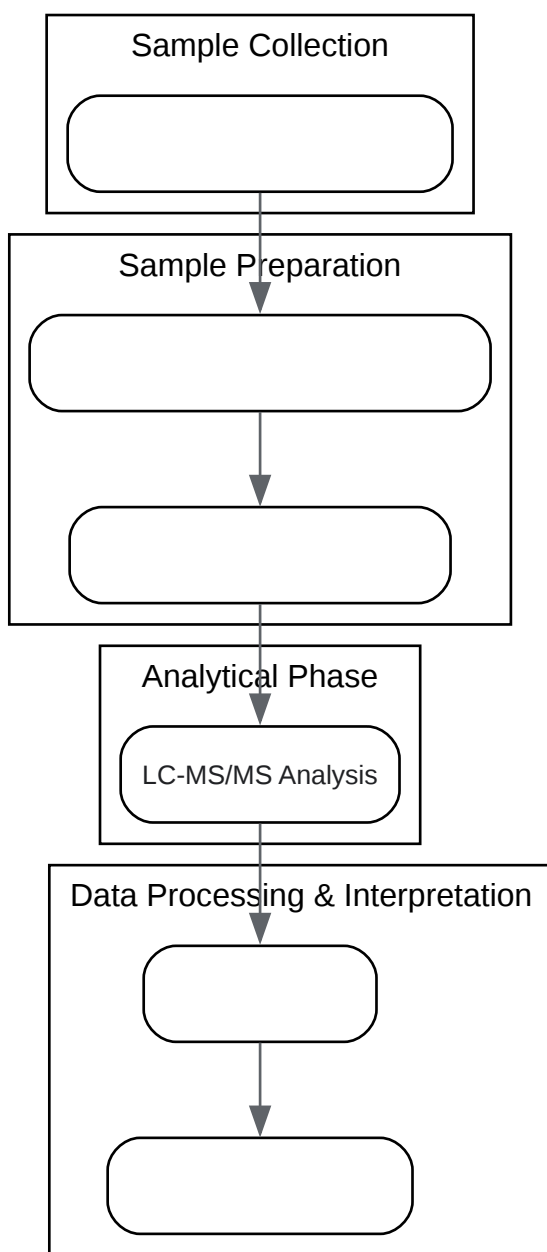 Sample Collection
Sample Preparation
Analytical Phase
LC-MS/MS Analysis
Data Processing & Interpretation